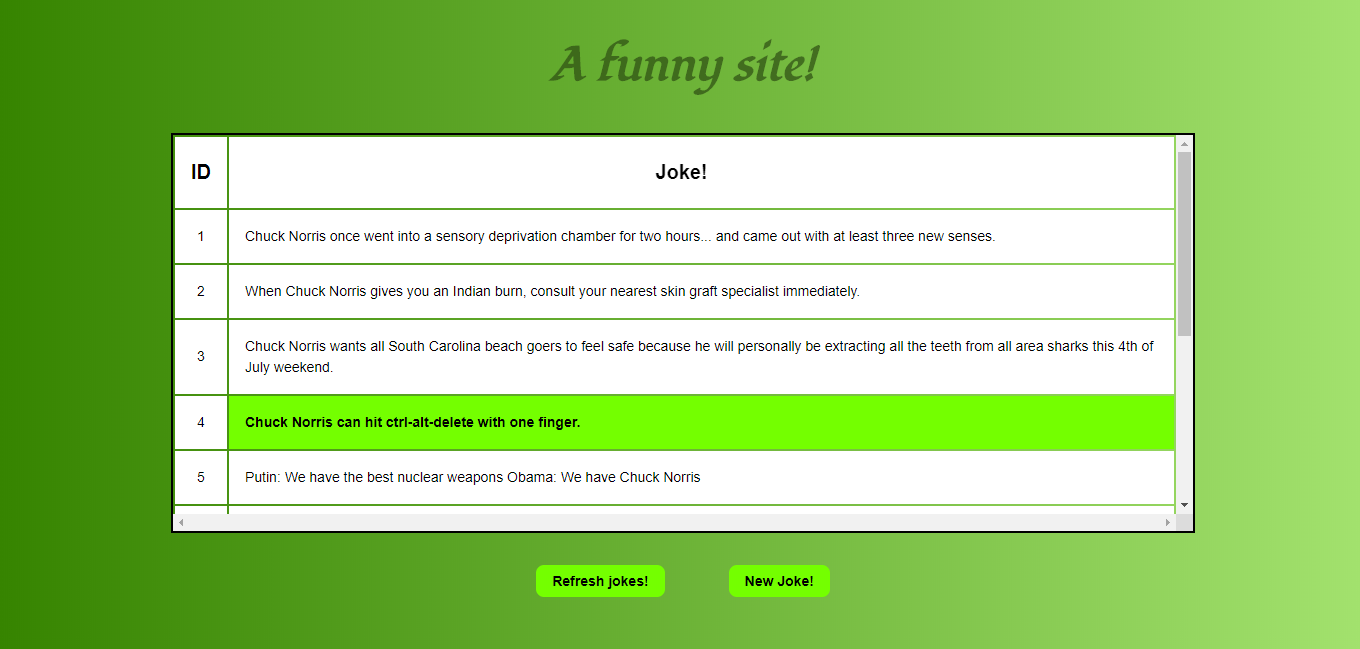 A funny site!
ID Joke!
1 Chuck Norris once went into a sensory deprivation chamber for two hours... and came out with at least three new senses.
2 When Chuck Norris gives you an Indian burn, consult your nearest skin graft specialist immediately.
3 Chuck Norris wants all South Carolina beach goers to feel safe because he will personally be extracting all the teeth from all area sharks this 4th of
July weekend.
4 Chuck Norris can hit ctrl-alt-delete with one finger.
5 Putin: We have the best nuclear weapons Obama: We have Chuck Norris
Refresh jokes! New Joke!